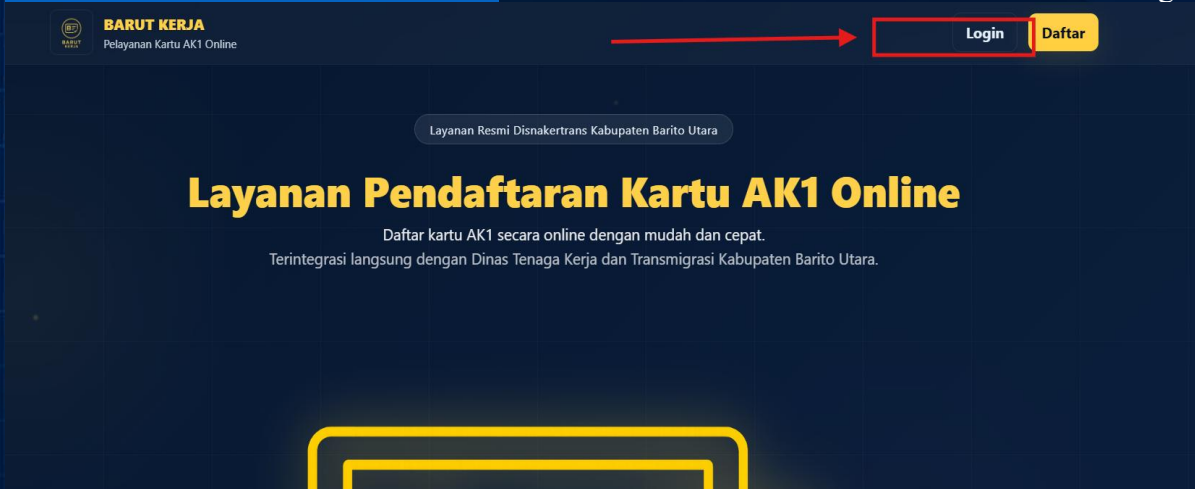 BARUT KERJA
Pelayanan Kartu AK1 Online
Login
Daftar
Layanan Resmi Disnakertrans Kabupaten Barito Utara
Layanan Pendaftaran Kartu AK1 Online
Daftar kartu AK1 secara online dengan mudah dan cepat.
Terintegrasi langsung dengan Dinas Tenaga Kerja dan Transmigrasi Kabupaten Barito Utara.